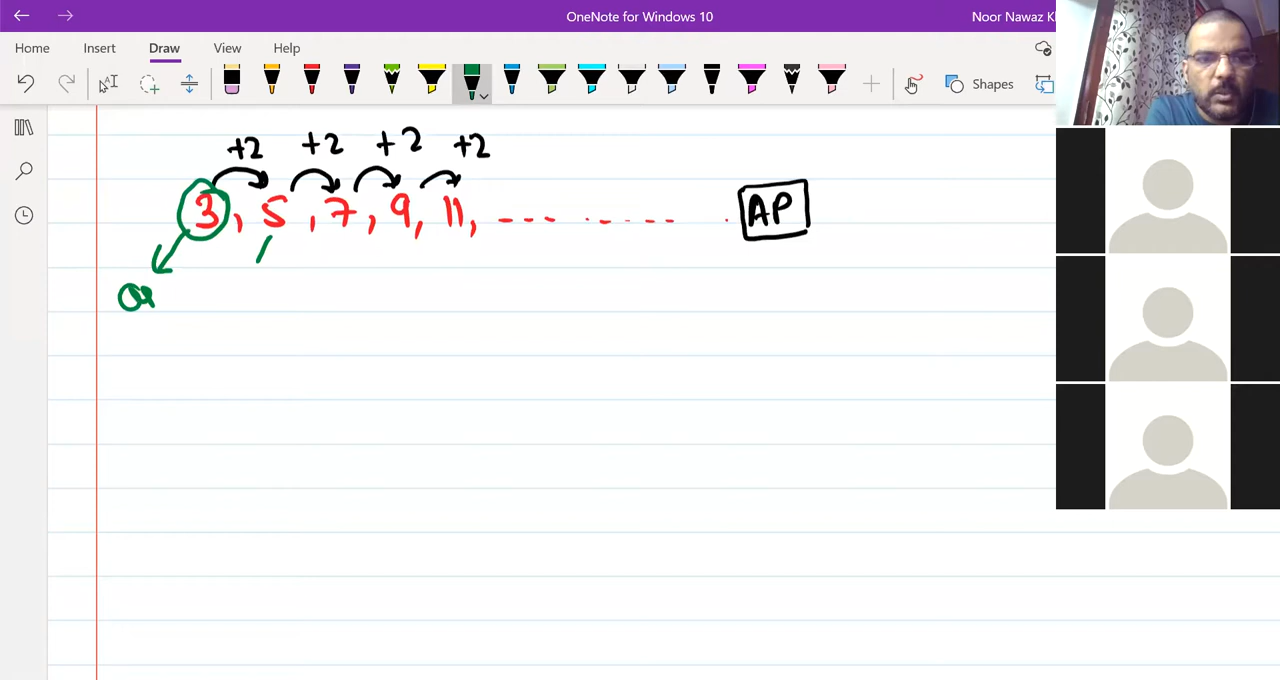 OneNote for Windows 10
Noor Nawaz Kh
Home Insert Draw View Help
Shapes
+2 +2 +2 +2
3, 5, 7, 9, 11, --- - - - - - - AP